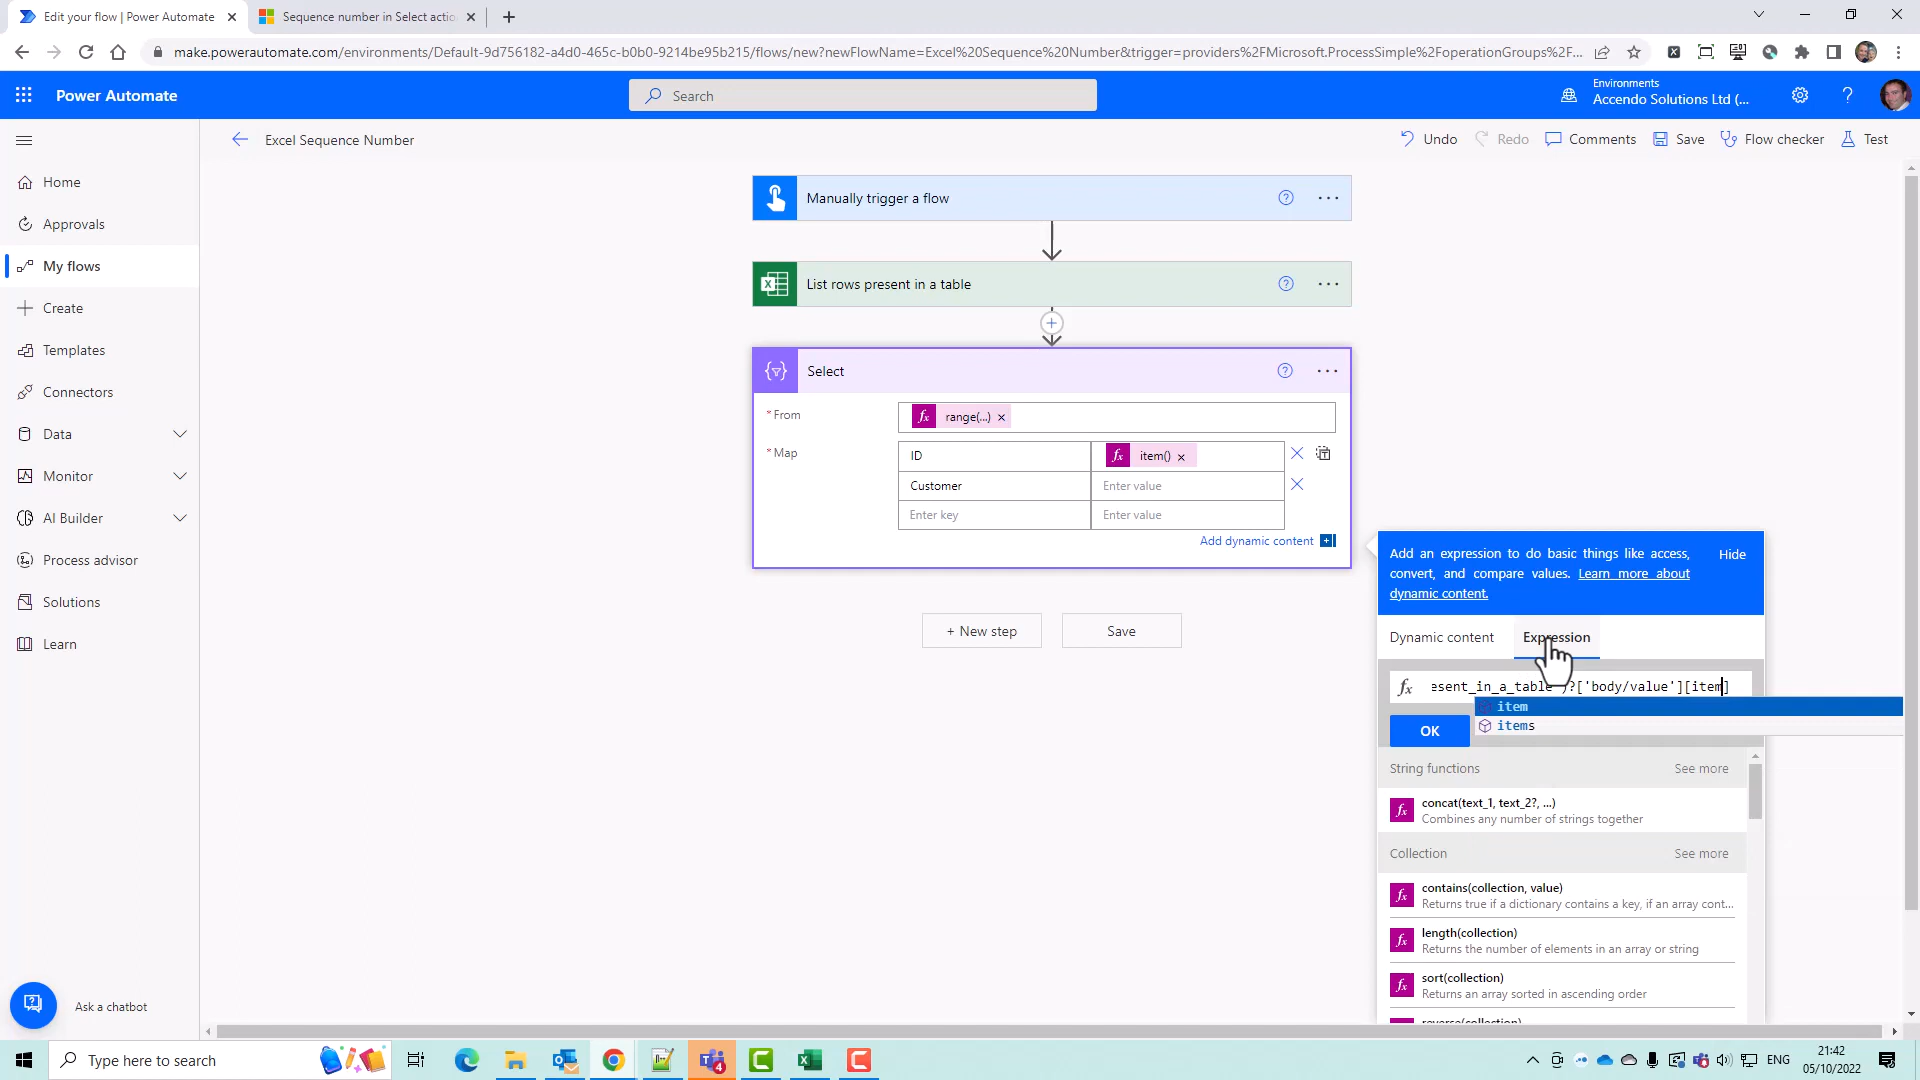 Edit your flow | Power Automate
Sequence number in Select actio
make.powerautomate.com/environments/Default-9d756182-a4d0-465c-b0b0-9214be95b215/flows/new?newFlowName=Excel%20Sequence%20Number&trigger=providers%2FMicrosoft.ProcessSimple%2FoperationGroups%2F...
Power Automate
Search
Environments
Accendo Solutions Ltd (...
Excel Sequence Number
Undo
Redo
Comments
Save
Flow checker
Test
Home
Approvals
My flows
Create
Templates
Connectors
Data
Monitor
AI Builder
Process advisor
Solutions
Learn
Ask a chatbot
Manually trigger a flow
List rows present in a table
Select
* From
range(...)
* Map
ID
item()
Customer
Enter value
Enter key
Enter value
Add dynamic content
+ New step
Save
Add an expression to do basic things like access,
convert, and compare values. Learn more about
dynamic content.
Hide
Dynamic content
Expression
fx
esent_in_a_table')?['body/value'][item]
item
items
OK
String functions
See more
concat(text_1, text_2?, ...)
Combines any number of strings together
Collection
See more
contains(collection, value)
Returns true if a dictionary contains a key, if an array cont...
length(collection)
Returns the number of elements in an array or string
sort(collection)
Returns an array sorted in ascending order
reverse(collection)
Type here to search
4
ENG
21:42
05/10/2022